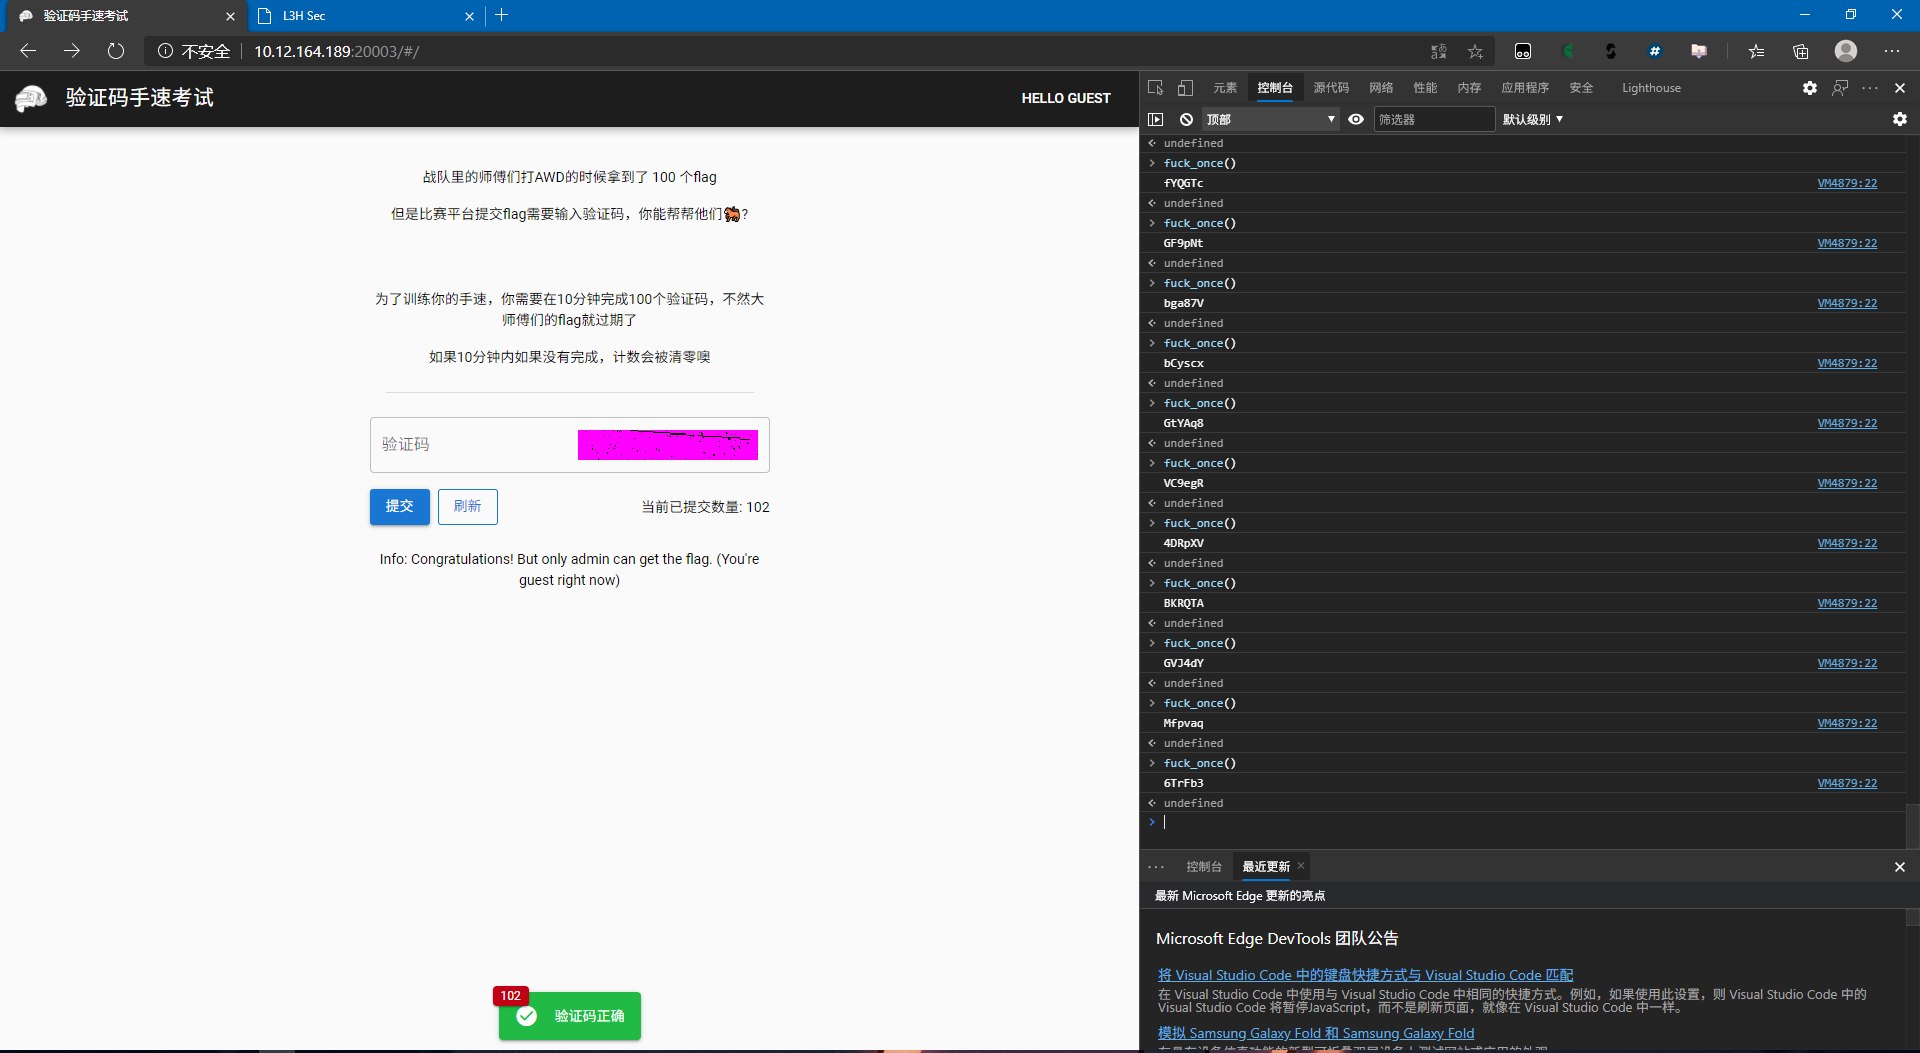 验证码手速考试
L3H Sec
不安全
10.12.164.189:20003/#/
验证码手速考试
HELLO GUEST
战队里的师傅们打AWD的时候拿到了 100 个flag
但是比赛平台提交flag需要输入验证码，你能帮帮他们🐂?
为了训练你的手速，你需要在10分钟完成100个验证码，不然大
师傅们的flag就过期了
如果10分钟内如果没有完成，计数会被清零噢
验证码
提交
刷新
当前已提交数量: 102
Info: Congratulations! But only admin can get the flag. (You're
guest right now)
102
验证码正确
元素 控制台 源代码 网络 性能 内存 应用程序 安全 Lighthouse
顶部
筛选器
默认级别
undefined
fuck_once()
fYQGTc VM4879:22
undefined
fuck_once()
GF9pNt VM4879:22
undefined
fuck_once()
bga87V VM4879:22
undefined
fuck_once()
bCyscx VM4879:22
undefined
fuck_once()
GtYAq8 VM4879:22
undefined
fuck_once()
VC9egR VM4879:22
undefined
fuck_once()
4DRpXV VM4879:22
undefined
fuck_once()
BKRQTA VM4879:22
undefined
fuck_once()
GVJ4dY VM4879:22
undefined
fuck_once()
Mfpvaq VM4879:22
undefined
fuck_once()
6TrFb3 VM4879:22
undefined
控制台 最近更新
最新 Microsoft Edge 更新的亮点
Microsoft Edge DevTools 团队公告
将 Visual Studio Code 中的键盘快捷方式与 Visual Studio Code 匹配
在 Visual Studio Code 中使用与 Visual Studio Code 中相同的快捷方式。例如，如果使用此设置，则 Visual Studio Code 中的
Visual Studio Code 将暂停JavaScript，而不是刷新页面，就像在 Visual Studio Code 中一样。
模拟 Samsung Galaxy Fold 和 Samsung Galaxy Fold